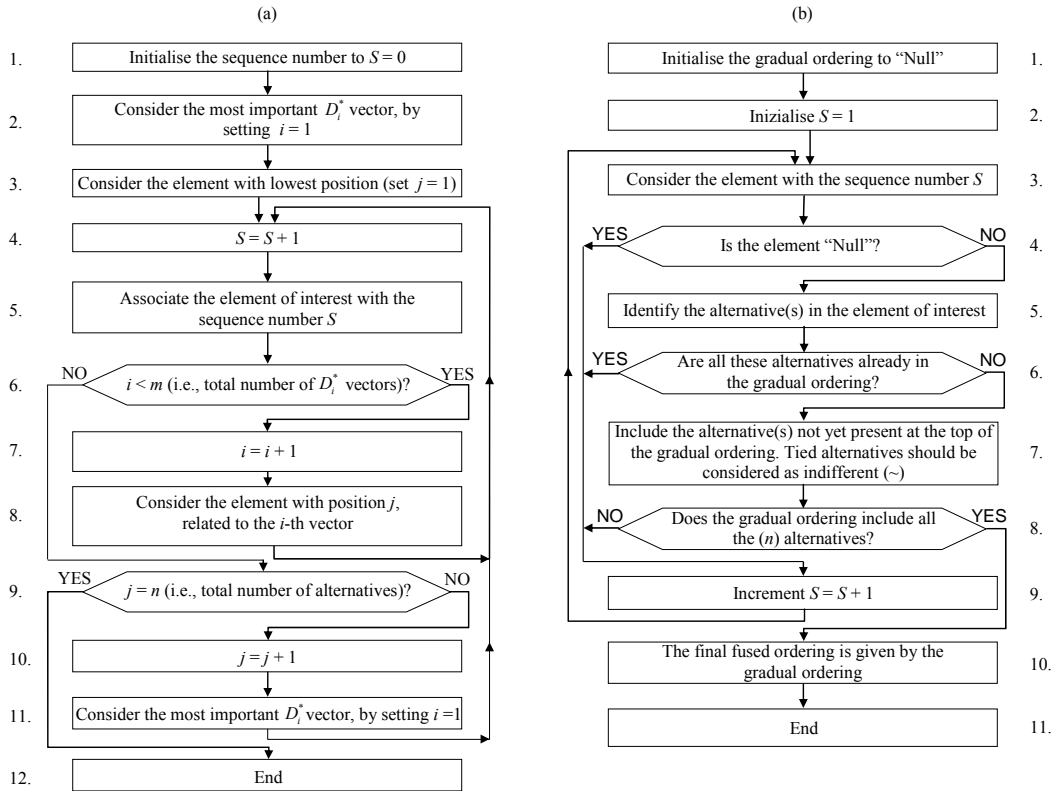 (a)
1.
Initialise the sequence number to S = 0
2.
Consider the most important D*i vector, by
setting i = 1
3.
Consider the element with lowest position (set j = 1)
4.
S = S + 1
5.
Associate the element of interest with the
sequence number S
6.
NO
i < m (i.e., total number of D*i vectors)?
YES
7.
i = i + 1
8.
Consider the element with position j,
related to the i-th vector
9.
YES
j = n (i.e., total number of alternatives)?
NO
10.
j = j + 1
11.
Consider the most important D*i vector, by setting i =1
12.
End
(b)
Initialise the gradual ordering to “Null”
1.
Inizialise S = 1
2.
Consider the element with the sequence number S
3.
YES
Is the element “Null”?
NO
4.
Identify the alternative(s) in the element of interest
5.
YES
Are all these alternatives already in
the gradual ordering?
NO
6.
Include the alternative(s) not yet present at the top of
the gradual ordering. Tied alternatives should be
considered as indifferent (~)
7.
NO
Does the gradual ordering include all
the (n) alternatives?
YES
8.
Increment S = S + 1
9.
The final fused ordering is given by the
gradual ordering
10.
End
11.